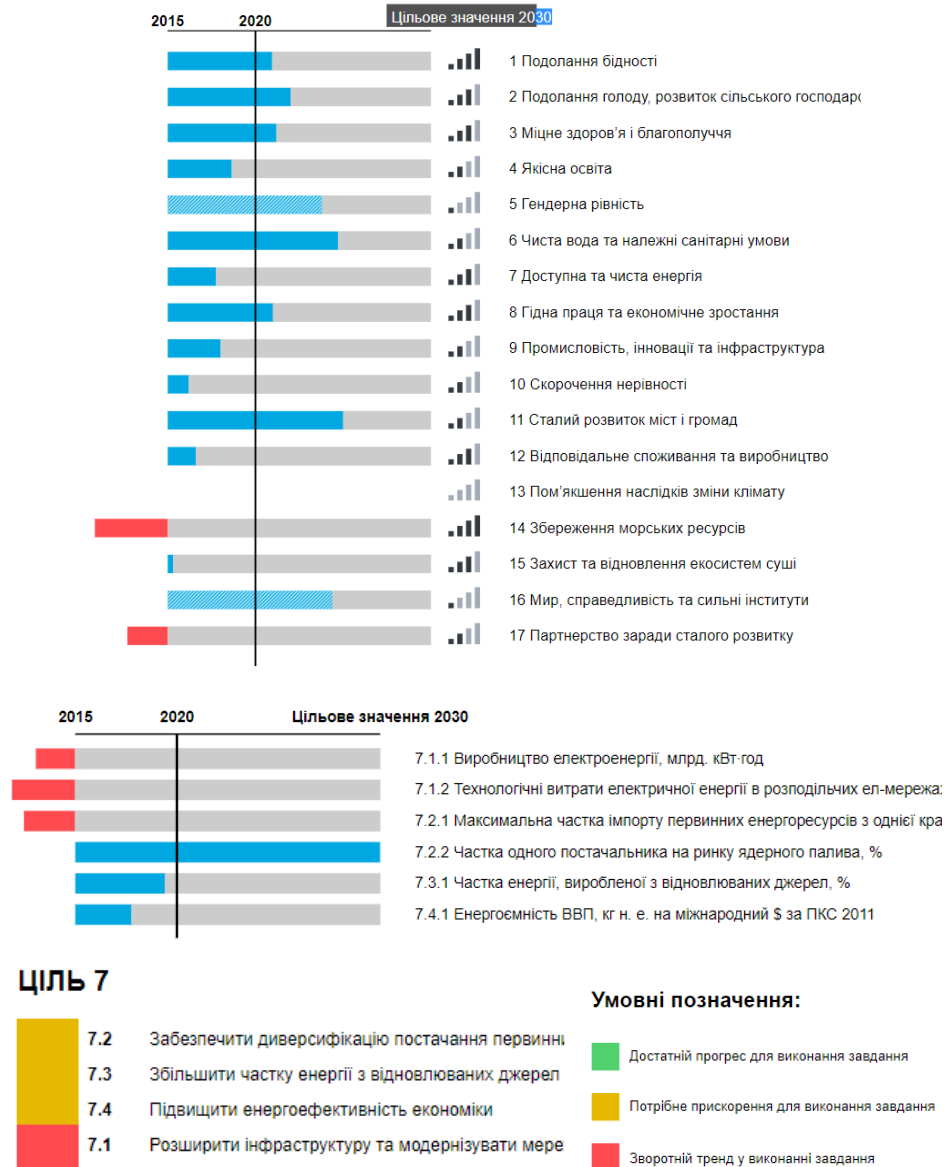 2015 2020 Цільове значення 2030
1 Подолання бідності
2 Подолання голоду, розвиток сільського
3 Міцне здоров’я і благополуччя
4 Якісна освіта
5 Гендерна рівність
6 Чиста вода та належні санітарні умови
7 Доступна та чиста енергія
8 Гідна праця та економічне зростання
9 Промисловість, інновації та інфраструктура
10 Скорочення нерівності
11 Сталий розвиток міст і громад
12 Відповідальне споживання та виробництво
13 Пом’якшення наслідків зміни клімату
14 Збереження морських ресурсів
15 Захист та відновлення екосистем суші
16 Мир, справедливість та сильні інститути
17 Партнерство заради сталого розвитку
2015 2020 Цільове значення 2030
7.1.1 Виробництво електроенергії, млрд. кВт·год
7.1.2 Технологічні витрати електричної енергії в розподільчих ел-мережах
7.2.1 Максимальна частка імпорту первинних енергоресурсів з однієї
7.2.2 Частка одного постачальника на ринку ядерного палива, %
7.3.1 Частка енергії, виробленої з відновлюваних джерел, %
7.4.1 Енергоємність ВВП, кг н. е. на міжнародний $ за ПКС 2011
ЦІЛЬ 7
7.2 Забезпечити диверсифікацію постачання
7.3 Збільшити частку енергії з відновлюваних джерел
7.4 Підвищити енергоефективність економіки
7.1 Розширити інфраструктуру та модернізувати
Умовні позначення:
Достатній прогрес для виконання завдання
Потрібне прискорення для виконання завдання
Зворотній тренд у виконанні завдання